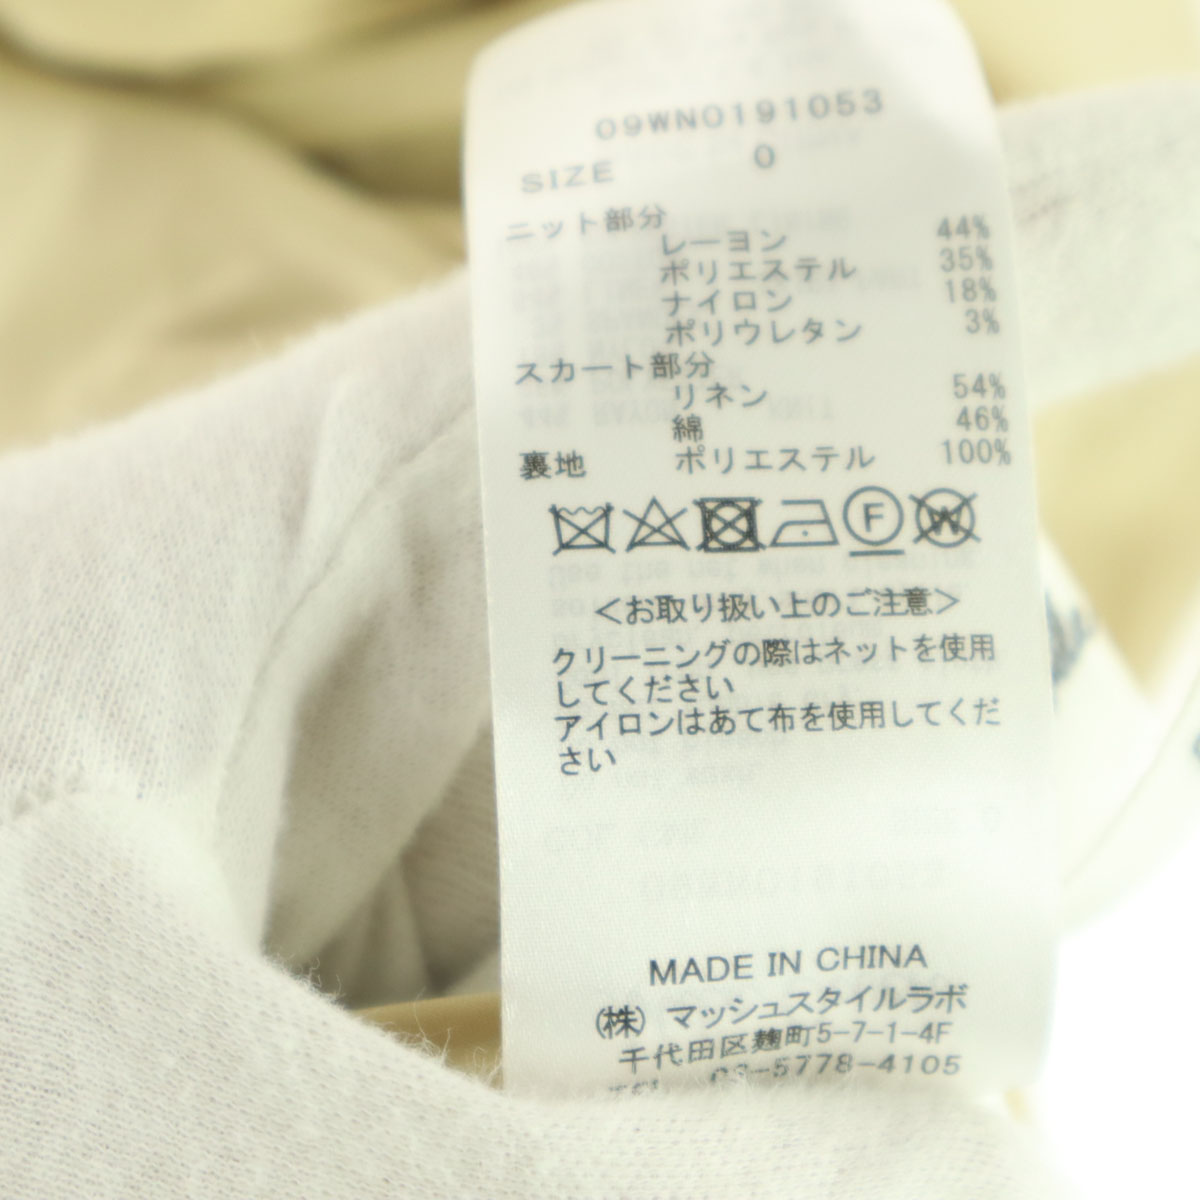 09WNO191053
SIZE 0
ニット部分
レーヨン 44%
ポリエステル 35%
ナイロン 18%
ポリウレタン 3%
スカート部分
リネン 54%
綿 46%
裏地 ポリエステル 100%
F W
＜お取り扱い上のご注意＞
クリーニングの際はネットを使用
してください
アイロンはあて布を使用してくだ
さい
MADE IN CHINA
(株) マッシュスタイルラボ
千代田区麹町5-7-1-4F
03-5778-4105